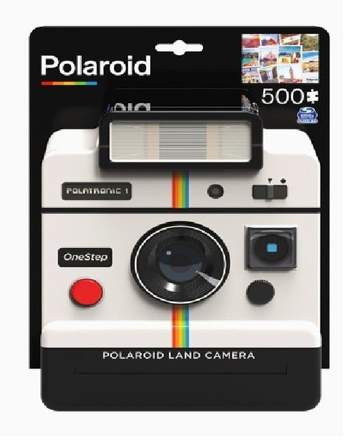 Polaroid
500
POLATRONIC 1
OneStep
POLAROID LAND CAMERA